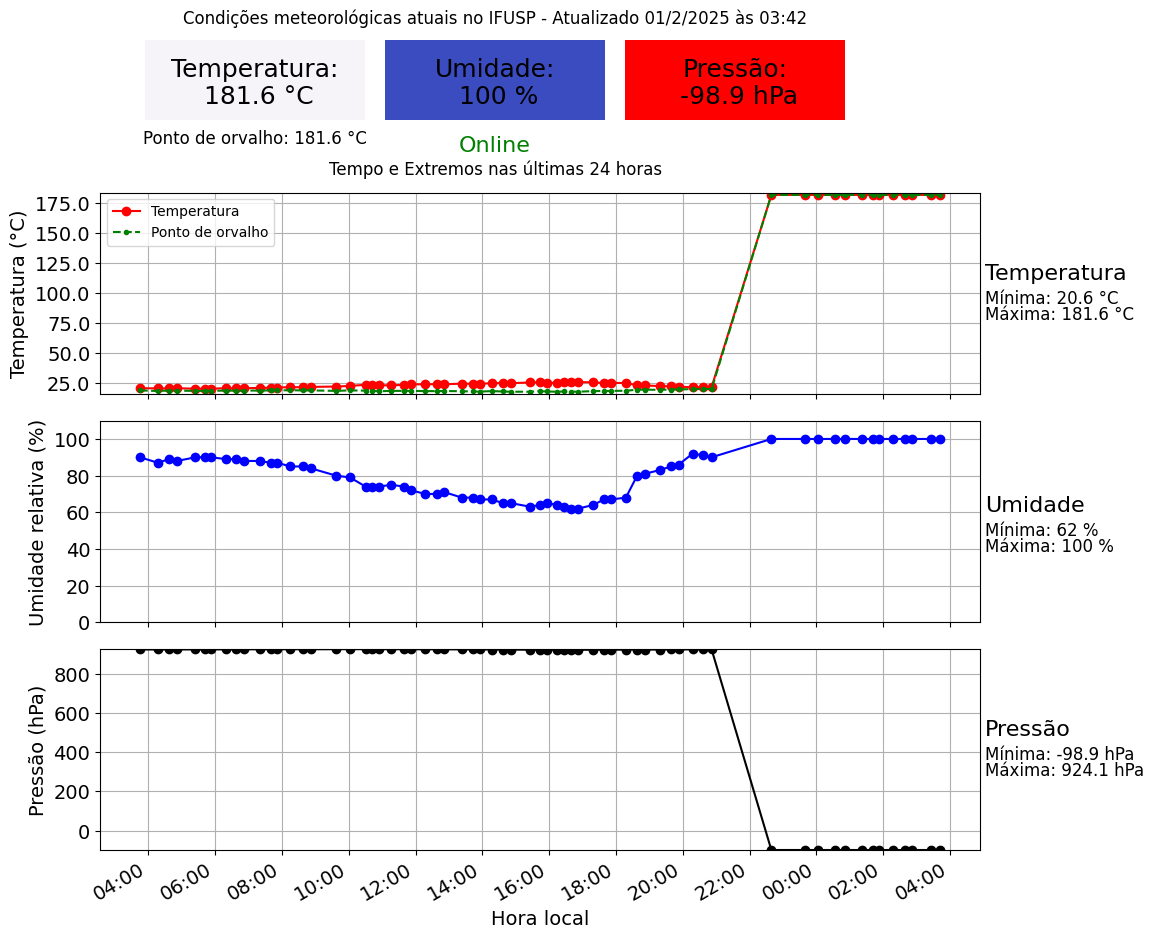 Condições meteorológicas atuais no IFUSP - Atualizado 01/2/2025 às 03:42
Temperatura:
181.6 °C
Umidade:
100 %
Pressão:
-98.9 hPa
Ponto de orvalho: 181.6 °C
Online
Tempo e Extremos nas últimas 24 horas
Temperatura (°C)
175.0
150.0
125.0
100.0
75.0
50.0
25.0
Temperatura
Ponto de orvalho
Temperatura
Mínima: 20.6 °C
Máxima: 181.6 °C
Umidade relativa (%)
100
80
60
40
20
0
Umidade
Mínima: 62 %
Máxima: 100 %
Pressão (hPa)
800
600
400
200
0
Pressão
Mínima: -98.9 hPa
Máxima: 924.1 hPa
04:00 06:00 08:00 10:00 12:00 14:00 16:00 18:00 20:00 22:00 00:00 02:00 04:00
Hora local